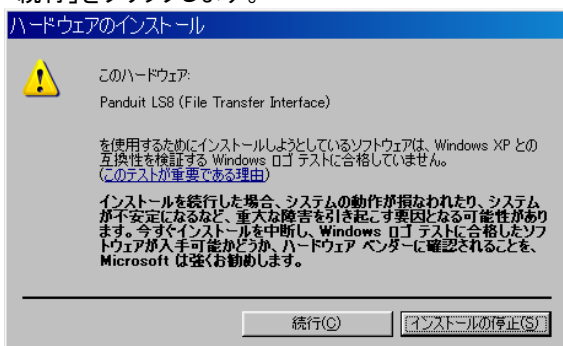 ハードウェアのインストール
このハードウェア:
Panduit LS8 (File Transfer Interface)
を使用するためにインストールしようとしているソフトウェアは、Windows XP との
互換性を検証する Windows ロゴ テストに合格していません。
(このテストが重要である理由)
インストールを続行した場合、システムの動作が損なわれたり、システム
が不安定になるなど、重大な障害を引き起こす要因となる可能性があり
ます。今すぐインストールを中断し、Windows ロゴ テストに合格したソフ
トウェアが入手可能かどうか、ハードウェア ベンダーに確認されることを、
Microsoft は強くお勧めします。
続行(C)
インストールの停止(S)